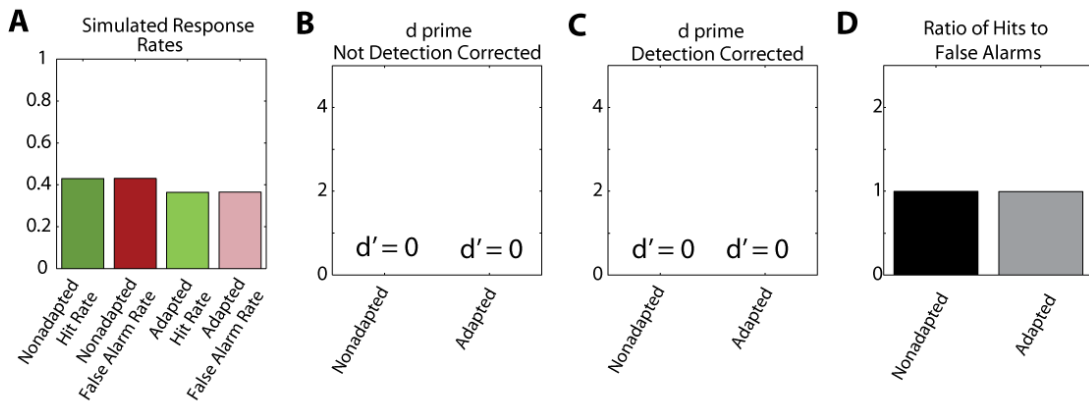 A
Simulated Response
Rates
1
0.8
0.6
0.4
0.2
0
Nonadapted
Hit Rate
Nonadapted
False Alarm Rate
Adapted
Hit Rate
Adapted
False Alarm Rate
B
d prime
Not Detection Corrected
4
2
0
d′ = 0
d′ = 0
Nonadapted
Adapted
C
d prime
Detection Corrected
4
2
0
d′ = 0
d′ = 0
Nonadapted
Adapted
D
Ratio of Hits to
False Alarms
2
1
0
Nonadapted
Adapted